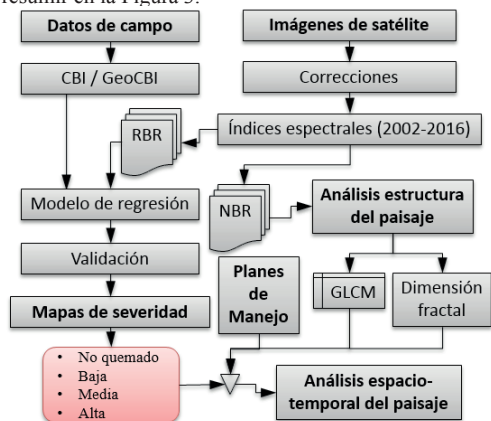 resumir en la Figura 3.
Datos de campo
Imágenes de satélite
CBI / GeoCBI
Correcciones
RBR
Índices espectrales (2002-2016)
Modelo de regresión
NBR
Análisis estructura
del paisaje
Validación
Planes
de
Manejo
GLCM
Dimensión
fractal
Mapas de severidad
• No quemado
• Baja
• Media
• Alta
Análisis espacio-
temporal del paisaje